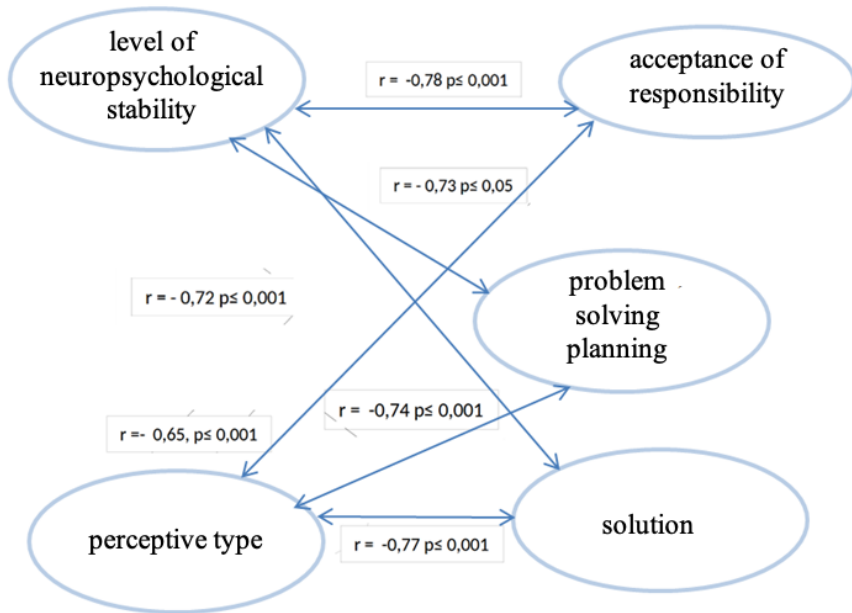 level of
neuropsychological
stability
acceptance of
responsibility
r = -0,78 p≤ 0,001
r = - 0,73 p≤ 0,05
problem
solving
planning
r = - 0,72 p≤ 0,001
r = -0,74 p≤ 0,001
r =- 0,65, p≤ 0,001
perceptive type
solution
r = -0,77 p≤ 0,001